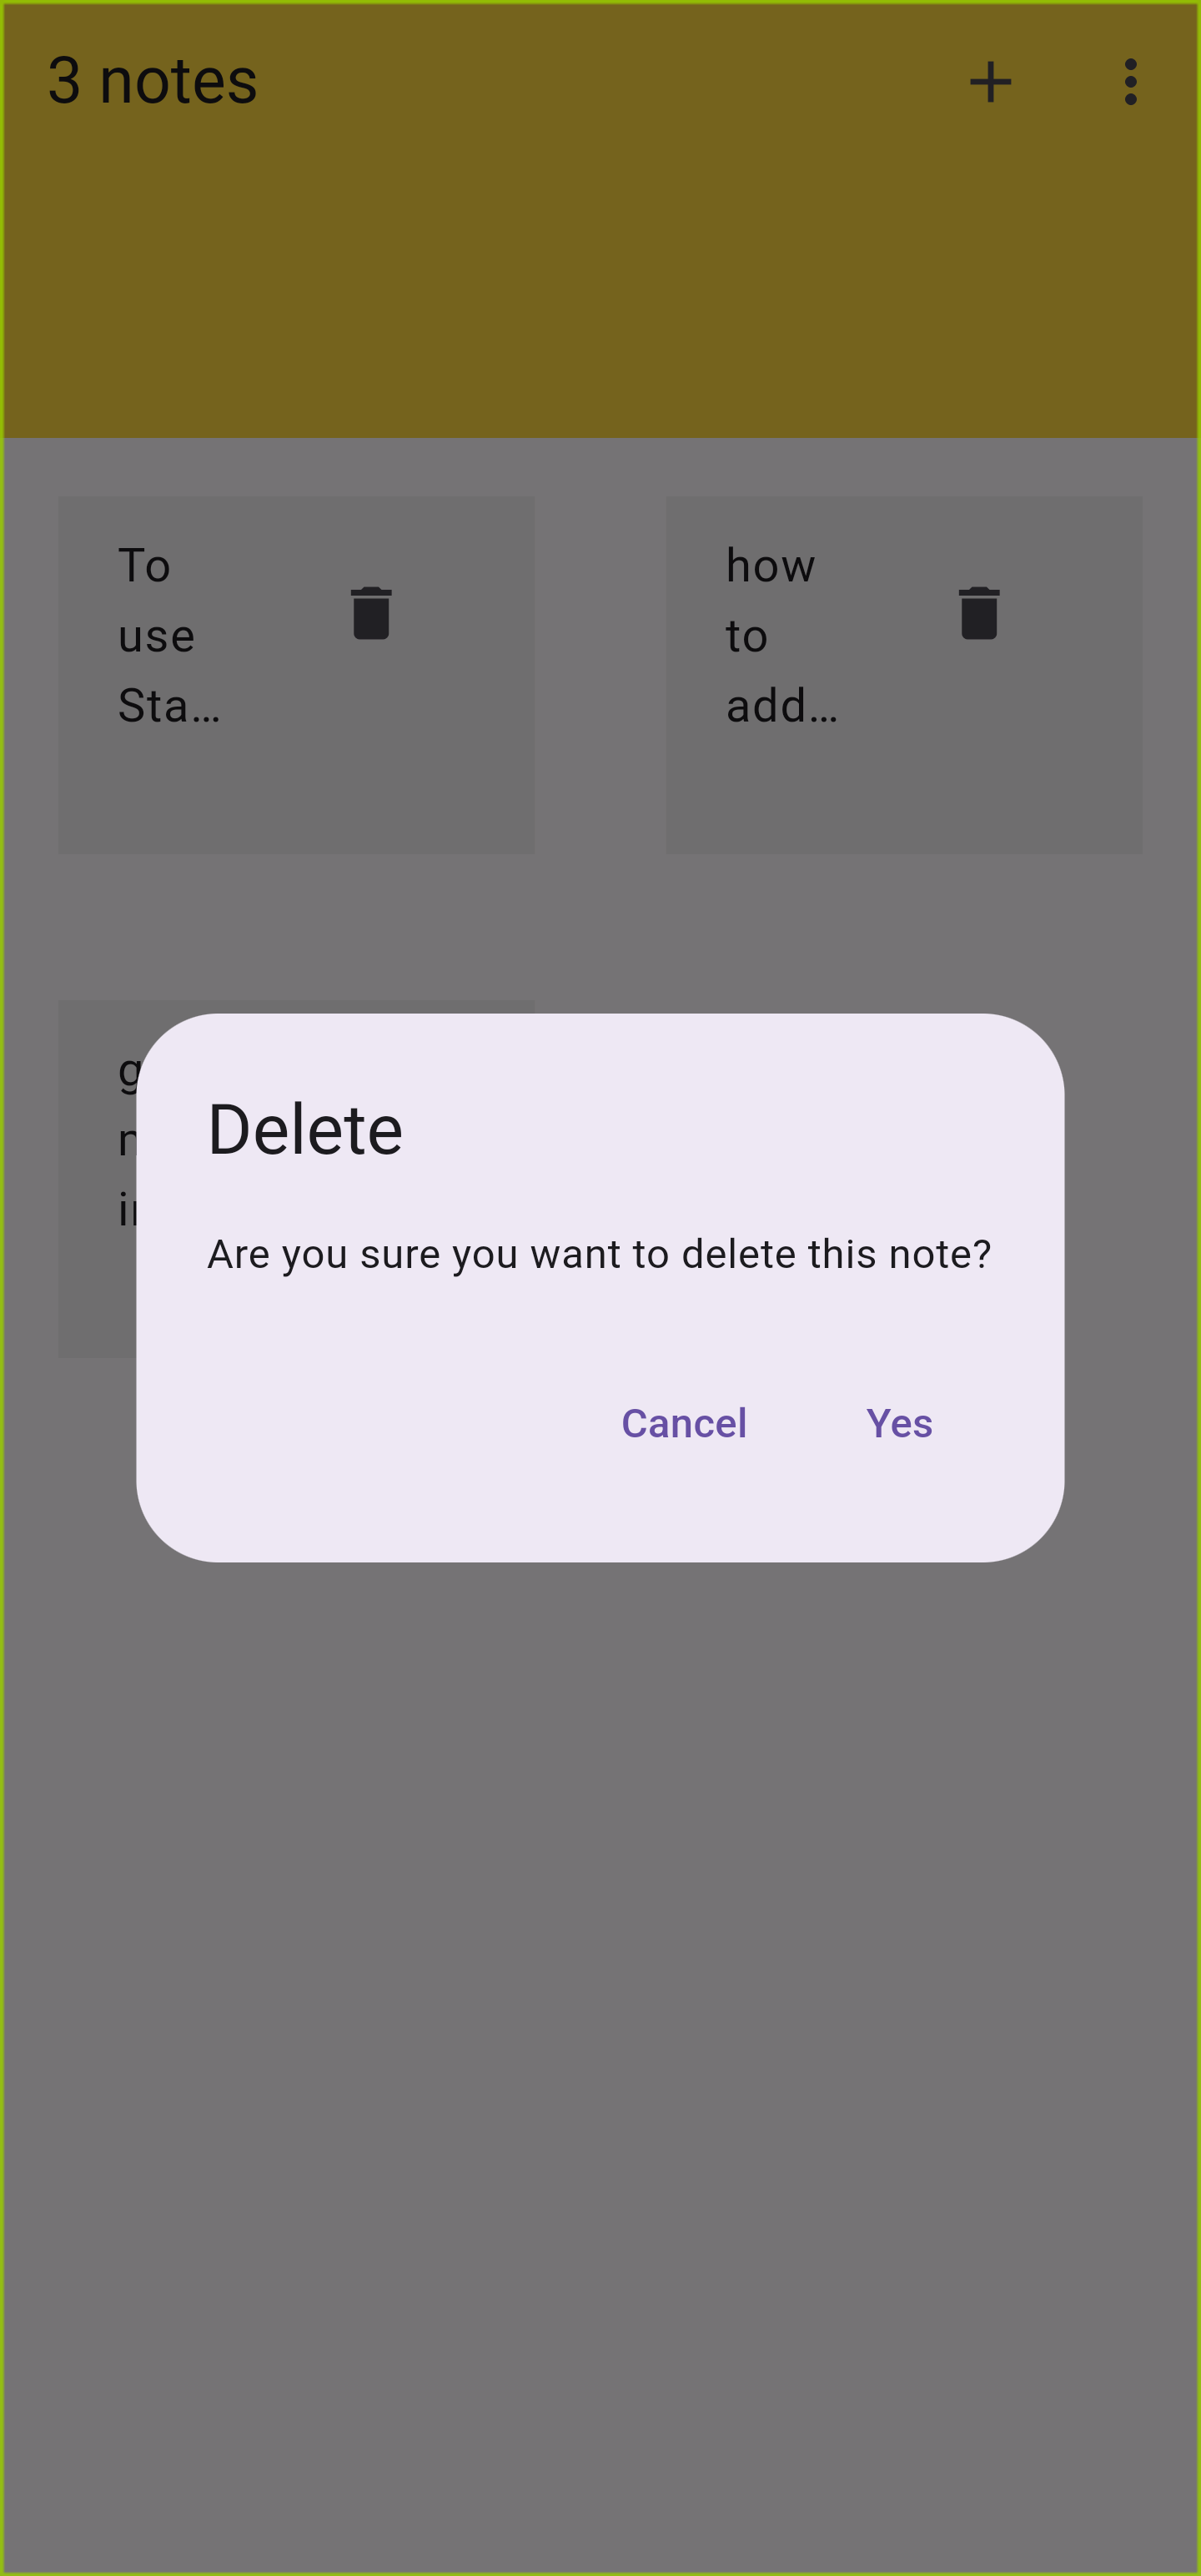 3 notes
To
use
Sta…
how
to
add…
Delete
Are you sure you want to delete this note?
Cancel
Yes